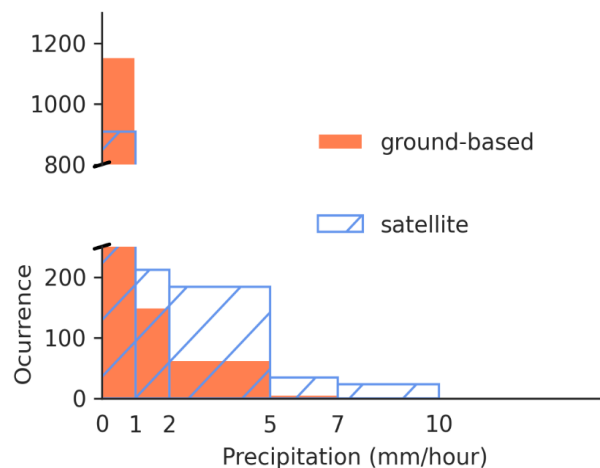 1200
1000
800
ground-based
satellite
200
100
0
Ocurrence
0 1 2 5 7 10
Precipitation (mm/hour)